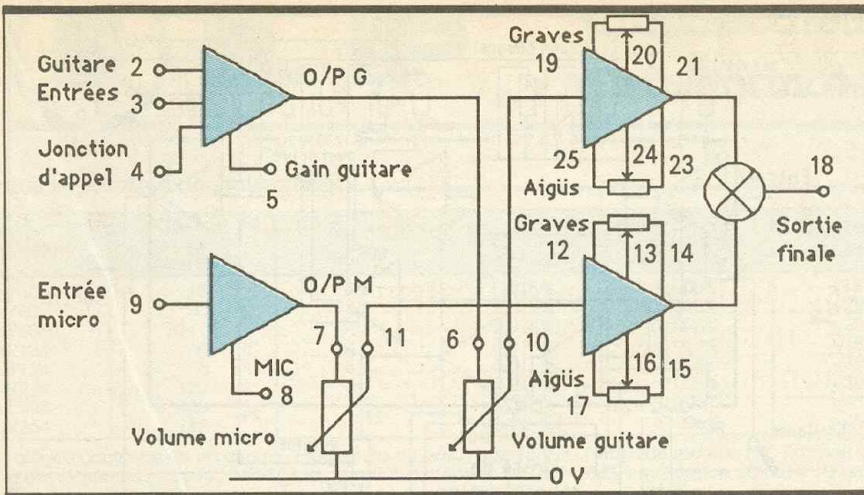 Guitare
Entrées
2
3
Jonction
d'appel
4
O/P G
Gain guitare
5
Entrée
micro
9
O/P M
MIC
8
7
11
6
10
Volume micro
Volume guitare
0 V
Graves
19
20
21
25
24
23
Aigüs
Graves
12
13
14
Aigüs
17
16
15
18
Sortie
finale